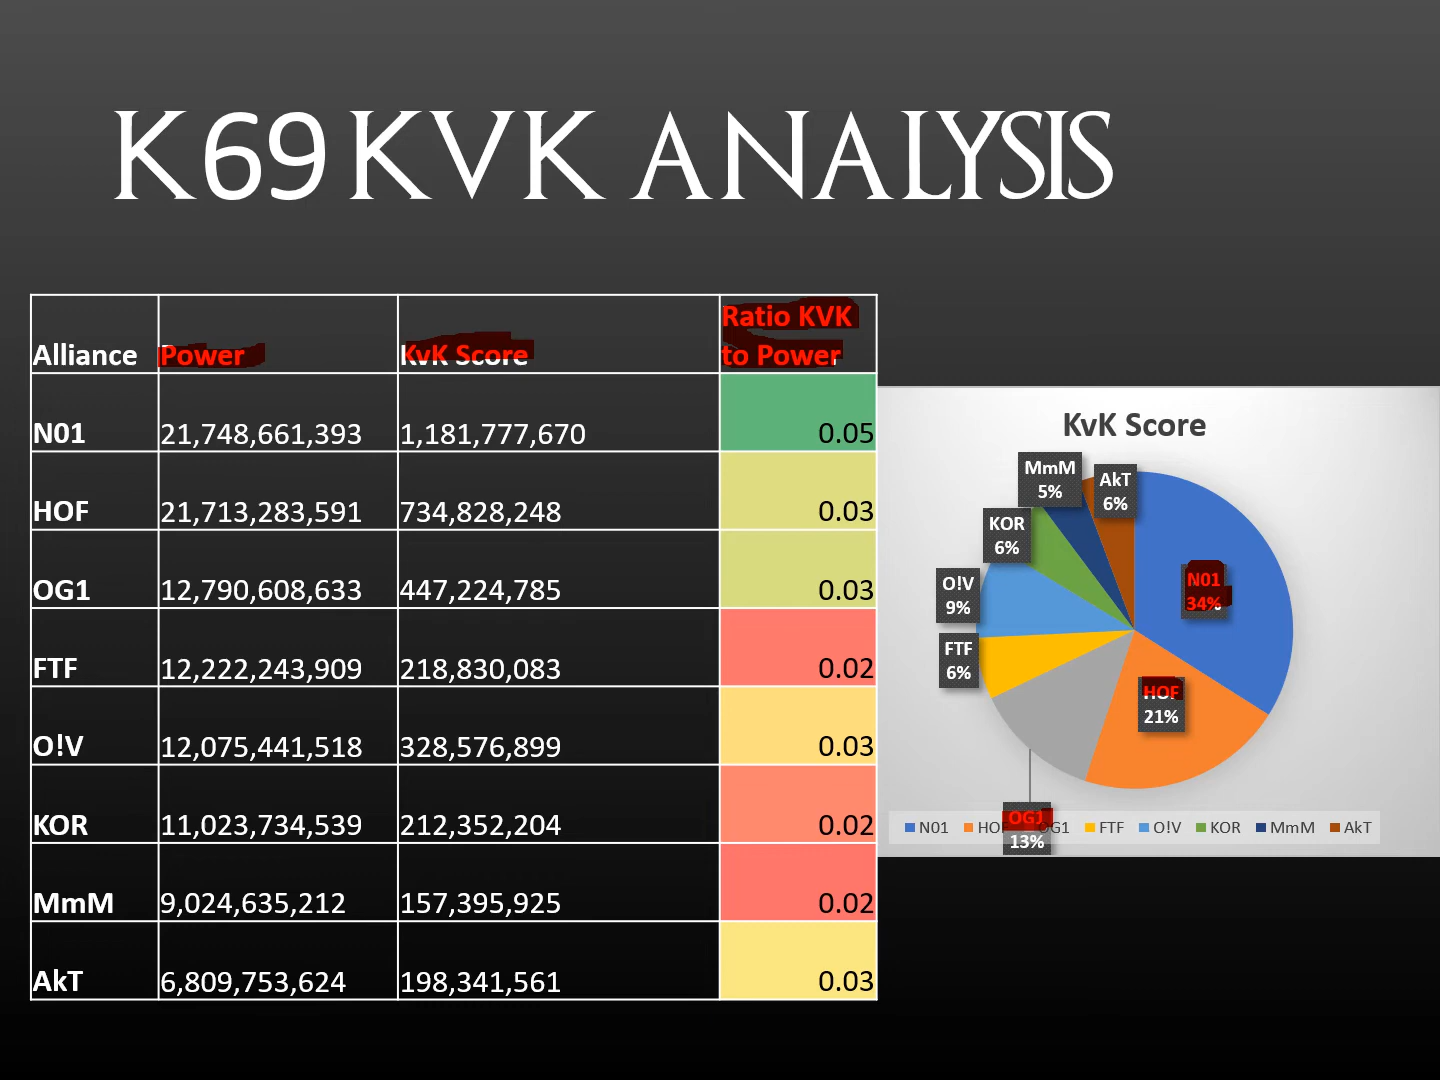 K69 KVK ANALYSIS
Alliance Power KvK Score Ratio KVK to Power
N01 21,748,661,393 1,181,777,670 0.05
HOF 21,713,283,591 734,828,248 0.03
OG1 12,790,608,633 447,224,785 0.03
FTF 12,222,243,909 218,830,083 0.02
O!V 12,075,441,518 328,576,899 0.03
KOR 11,023,734,539 212,352,204 0.02
MmM 9,024,635,212 157,395,925 0.02
AkT 6,809,753,624 198,341,561 0.03
KvK Score
MmM
5%
AkT
6%
KOR
6%
O!V
9%
N01
34%
FTF
6%
HOF
21%
OG1
13%
N01 HOF OG1 FTF O!V KOR MmM AkT